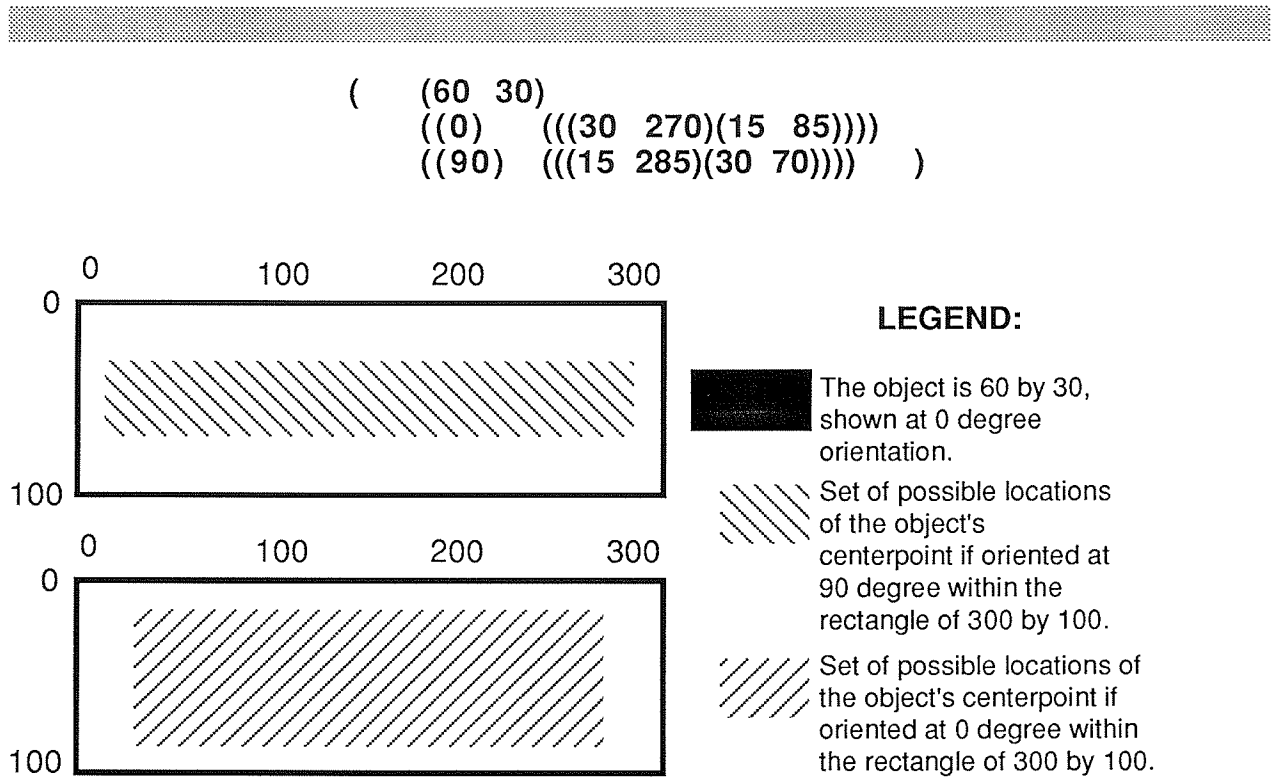 ( (60 30)
((0) (((30 270)(15 85))))
((90) (((15 285)(30 70)))) )
0 100 200 300
0
100
0 100 200 300
0
100
LEGEND:
The object is 60 by 30,
shown at 0 degree
orientation.
Set of possible locations
of the object's
centerpoint if oriented at
90 degree within the
rectangle of 300 by 100.
Set of possible locations of
the object's centerpoint if
oriented at 0 degree within
the rectangle of 300 by 100.